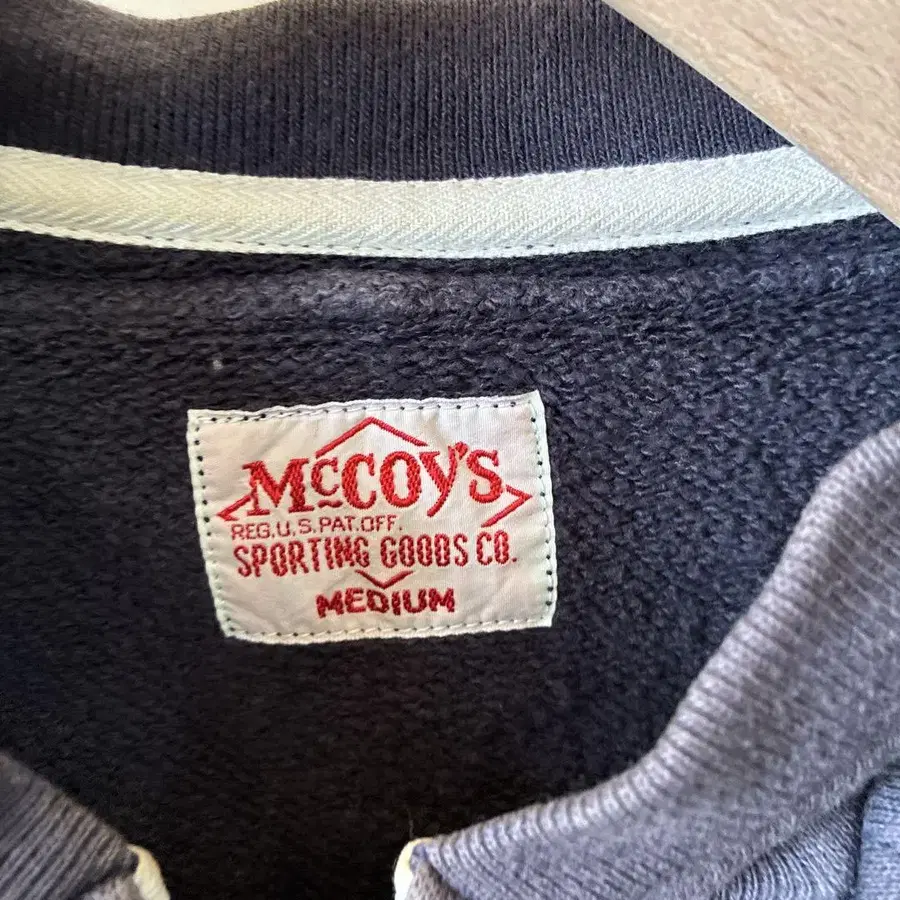 McCOY'S
REG.U.S.PAT.OFF.
SPORTING GOODS CO.
MEDIUM